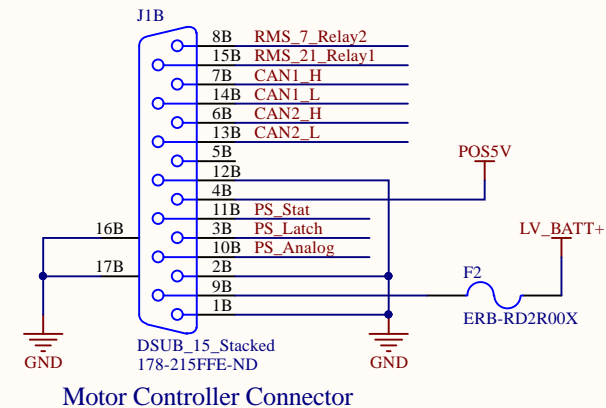 J1B
8B RMS_7_Relay2
15B RMS_21_Relay1
7B CAN1_H
14B CAN1_L
6B CAN2_H
13B CAN2_L
5B
12B
POS5V
4B
11B PS_Stat
16B
3B PS_Latch
LV_BATT+
10B PS_Analog
17B
2B
F2
9B
1B
ERB-RD2R00X
DSUB_15_Stacked
178-215FFE-ND
GND
GND
Motor Controller Connector